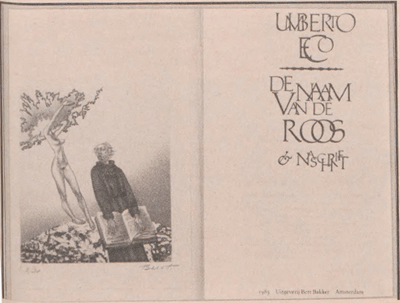 UMBERTO
ECO
DE NAAM
VAN DE
ROOS
& NASCHRIFT
Uitgeverij Bert Bakker Amsterdam